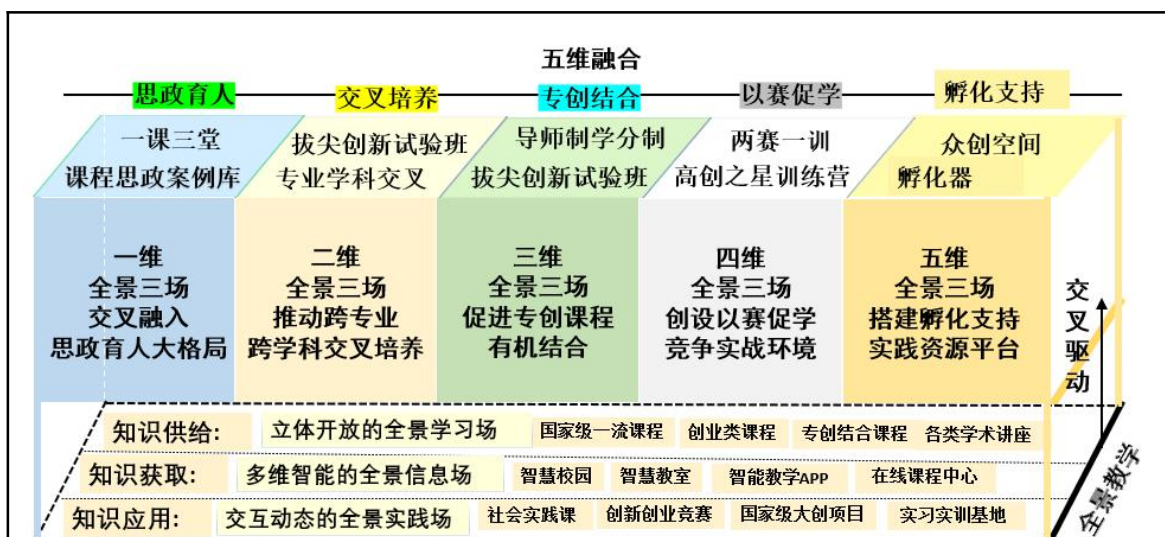 五维融合
思政育人 交叉培养 专创结合 以赛促学 孵化支持
一课三堂
课程思政案例库
拔尖创新试验班
专业学科交叉
导师制学分制
拔尖创新试验班
两赛一训
高创之星训练营
众创空间
孵化器
一维
全景三场
交叉融入
思政育人大格局
二维
全景三场
推动跨专业
跨学科交叉培养
三维
全景三场
促进专创课程
有机结合
四维
全景三场
创设以赛促学
竞争实战环境
五维
全景三场
搭建孵化支持
实践资源平台
交叉驱动
知识供给: 立体开放的全景学习场 国家级一流课程 创业类课程 专创结合课程 各类学术讲座
知识获取: 多维智能的全景信息场 智慧校园 智慧教室 智能教学APP 在线课程中心
知识应用: 交互动态的全景实践场 社会实践课 创新创业竞赛 国家级大创项目 实习实训基地
全景教学